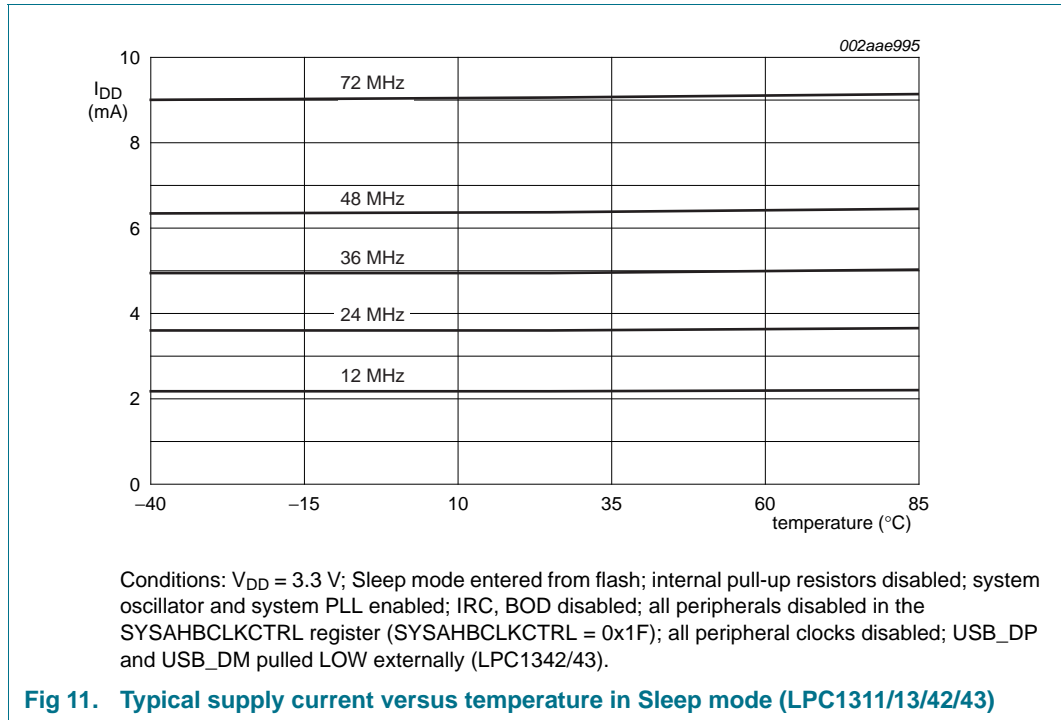 002aae995
10
I_DD
(mA)
72 MHz
8
48 MHz
6
36 MHz
4
24 MHz
12 MHz
2
0
−40 −15 10 35 60 85
temperature (°C)
Conditions: V_DD = 3.3 V; Sleep mode entered from flash; internal pull-up resistors disabled; system
oscillator and system PLL enabled; IRC, BOD disabled; all peripherals disabled in the
SYSAHBCLKCTRL register (SYSAHBCLKCTRL = 0x1F); all peripheral clocks disabled; USB_DP
and USB_DM pulled LOW externally (LPC1342/43).
Fig 11. Typical supply current versus temperature in Sleep mode (LPC1311/13/42/43)